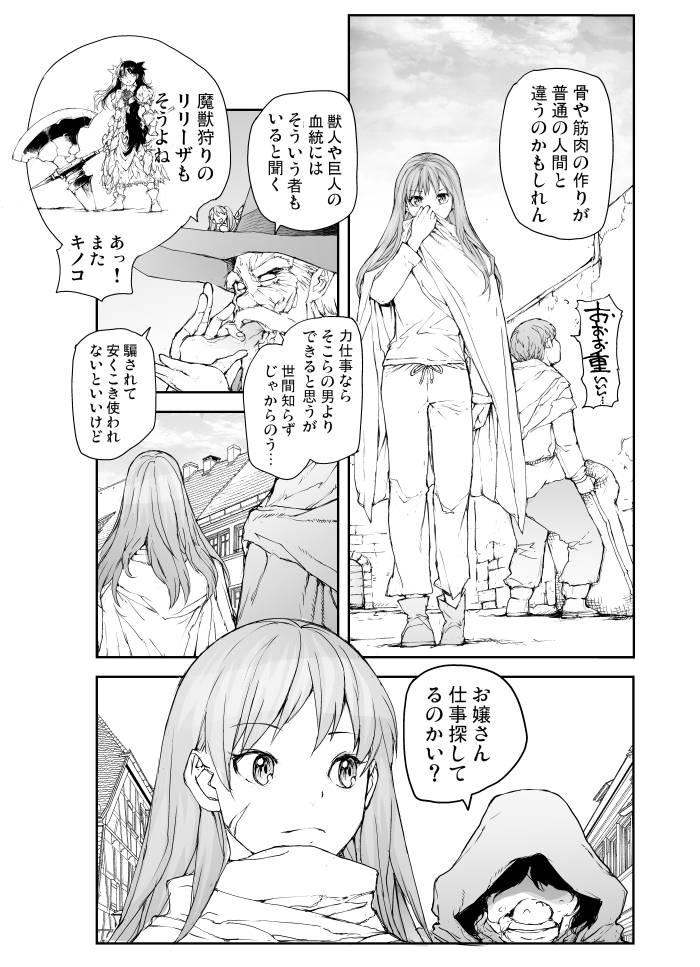 骨や筋肉の作りが
普通の人間と
違うのかもしれん
おおお重いぃ…
獣人や巨人の
血統には
そういう者も
いると聞く
魔獣狩りの
リリーザも
そうよね
あっ！
また
キノコ
力仕事なら
そこらの男より
できると思うが
世間知らず
じゃからのう…
騙されて
安くこき使われ
ないといいけど
お嬢さん
仕事探して
るのかい？